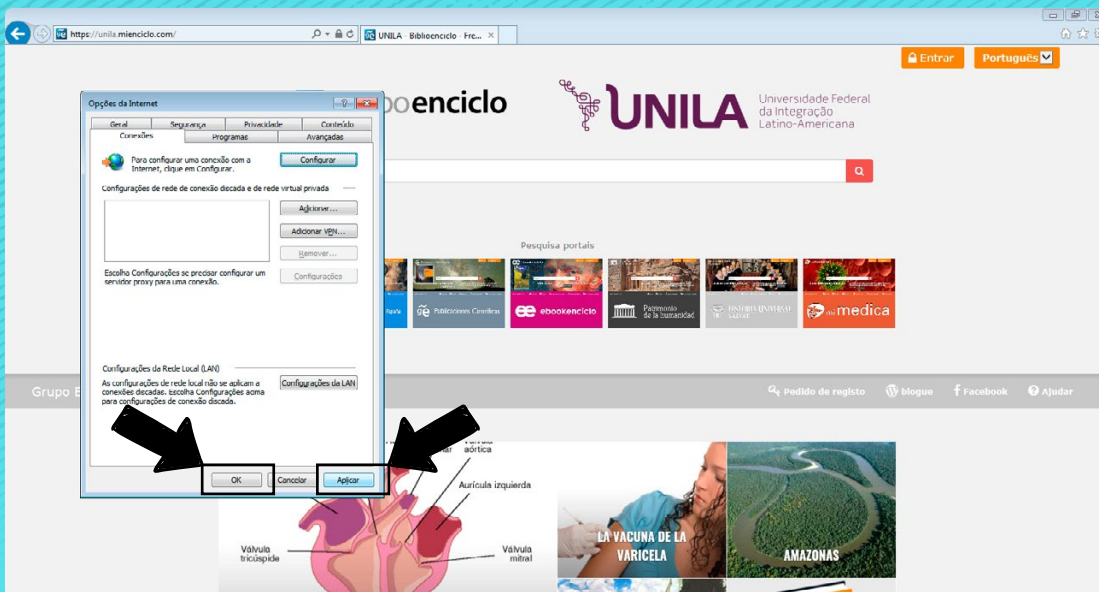 https://unila.mienciclo.com/
UNILA - Biblioenciclo - Fre...
Entrar
Português
enciclo
UNILA
Universidade Federal
da Integração
Latino-Americana
Opções da Internet
Geral Segurança Privacidade Conteúdo
Conexões Programas Avançadas
Para configurar uma conexão com a
Internet, clique em Configurar.
Configurar
Configurações de rede de conexão discada e de rede virtual privada
Adicionar...
Adicionar VPN...
Remover...
Escolha Configurações se precisar configurar um
servidor proxy para uma conexão.
Configurações
Configurações da Rede Local (LAN)
As configurações de rede local não se aplicam a
conexões discadas. Escolha Configurações acima
para configurações de conexão discada.
Configurações da LAN
OK Cancelar Aplicar
Pesquisa portais
España
Publicaciones Científicas
ee ebookenciclo
Patrimonio
de la humanidad
medica
Grupo E
Pedido de registo
blogue
Facebook
Ajudar
aórtica
Aurícula izquierda
Válvula
tricúspide
Válvula
mitral
LA VACUNA DE LA
VARICELA
AMAZONAS